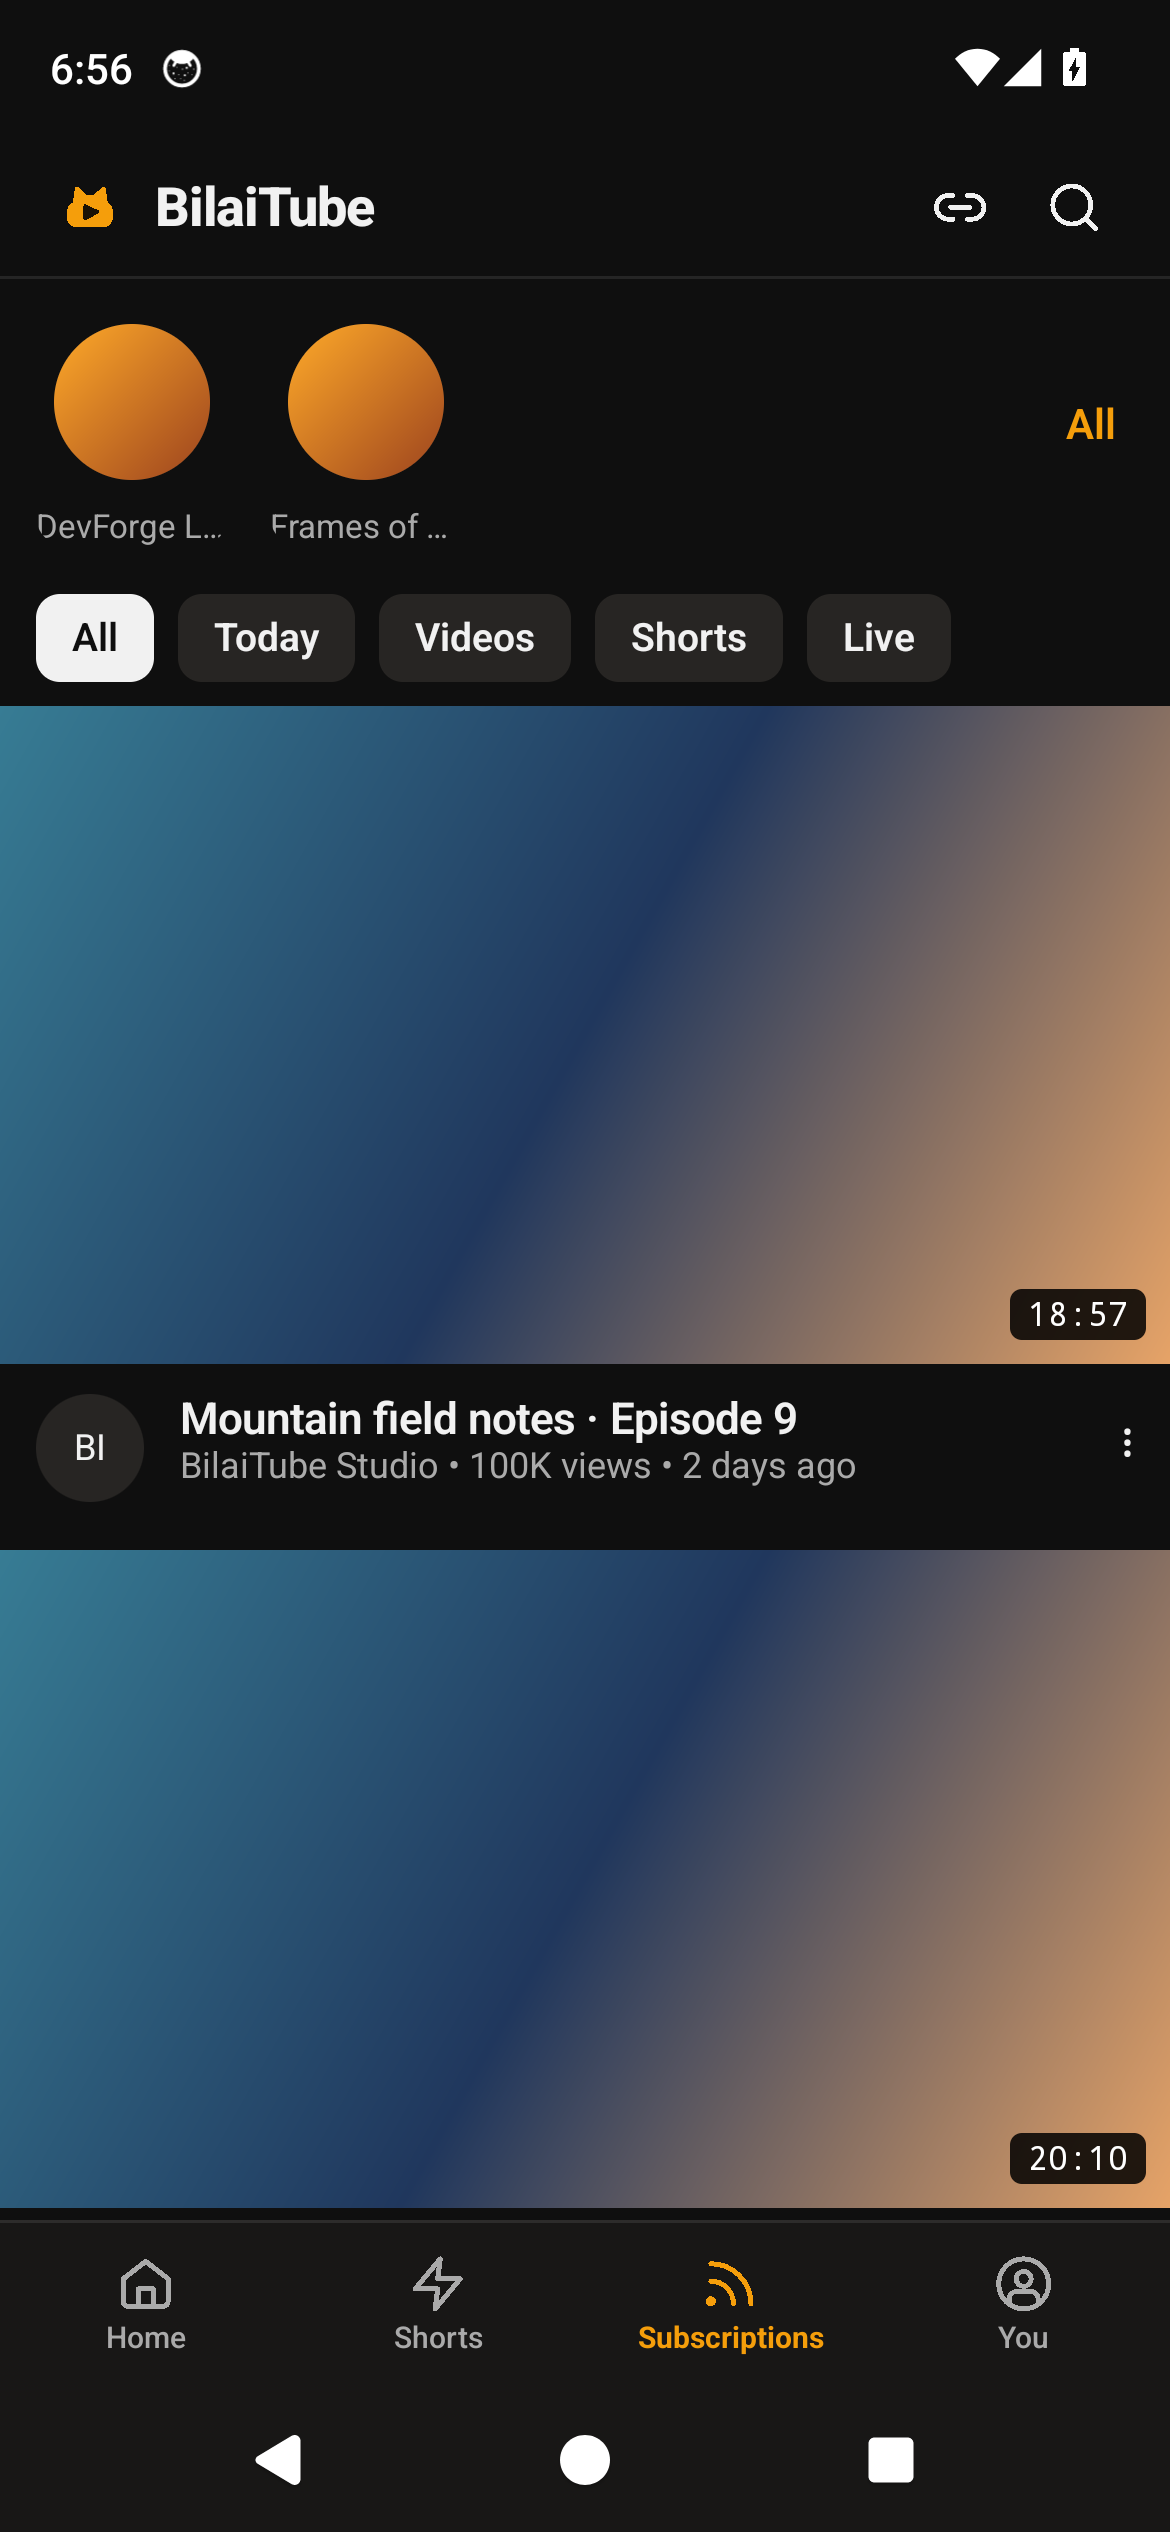 6:56
BilaiTube
All
DevForge L...
Frames of ...
All
Today
Videos
Shorts
Live
18:57
BI
Mountain field notes · Episode 9
BilaiTube Studio • 100K views • 2 days ago
20:10
Home
Shorts
Subscriptions
You